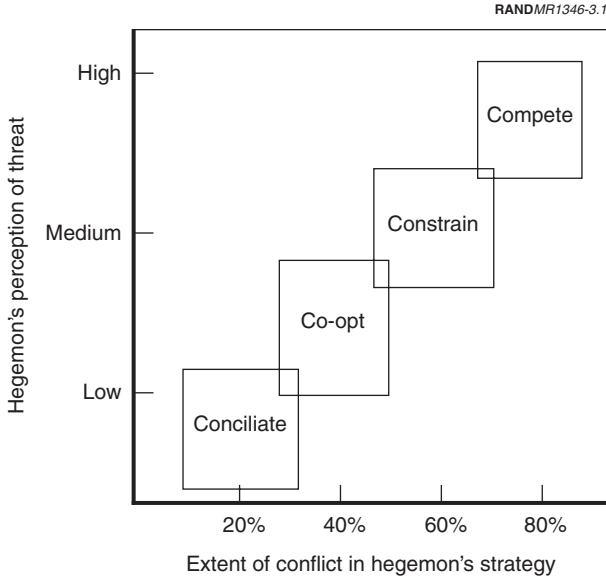 RANDMR1346-3.1
High
Compete
Hegemon's perception of threat
Constrain
Medium
Co-opt
Low
Conciliate
20% 40% 60% 80%
Extent of conflict in hegemon's strategy